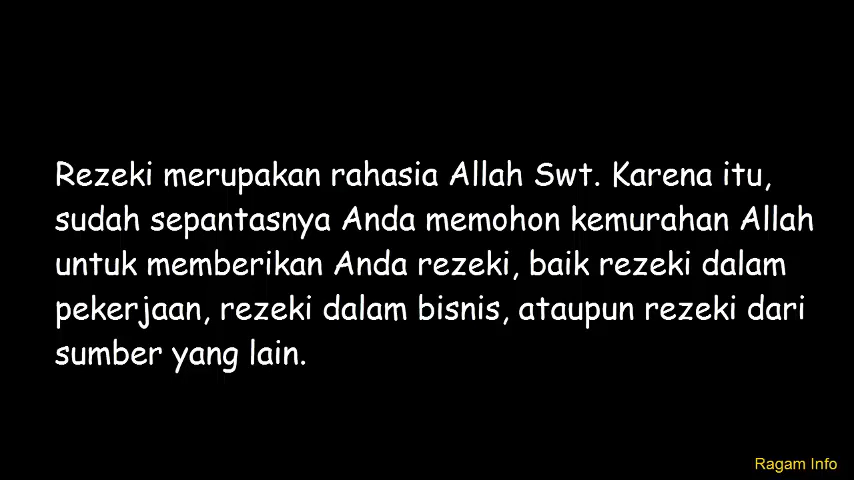 Rezeki merupakan rahasia Allah Swt. Karena itu,
sudah sepantasnya Anda memohon kemurahan Allah
untuk memberikan Anda rezeki, baik rezeki dalam
pekerjaan, rezeki dalam bisnis, ataupun rezeki dari
sumber yang lain.
Ragam Info